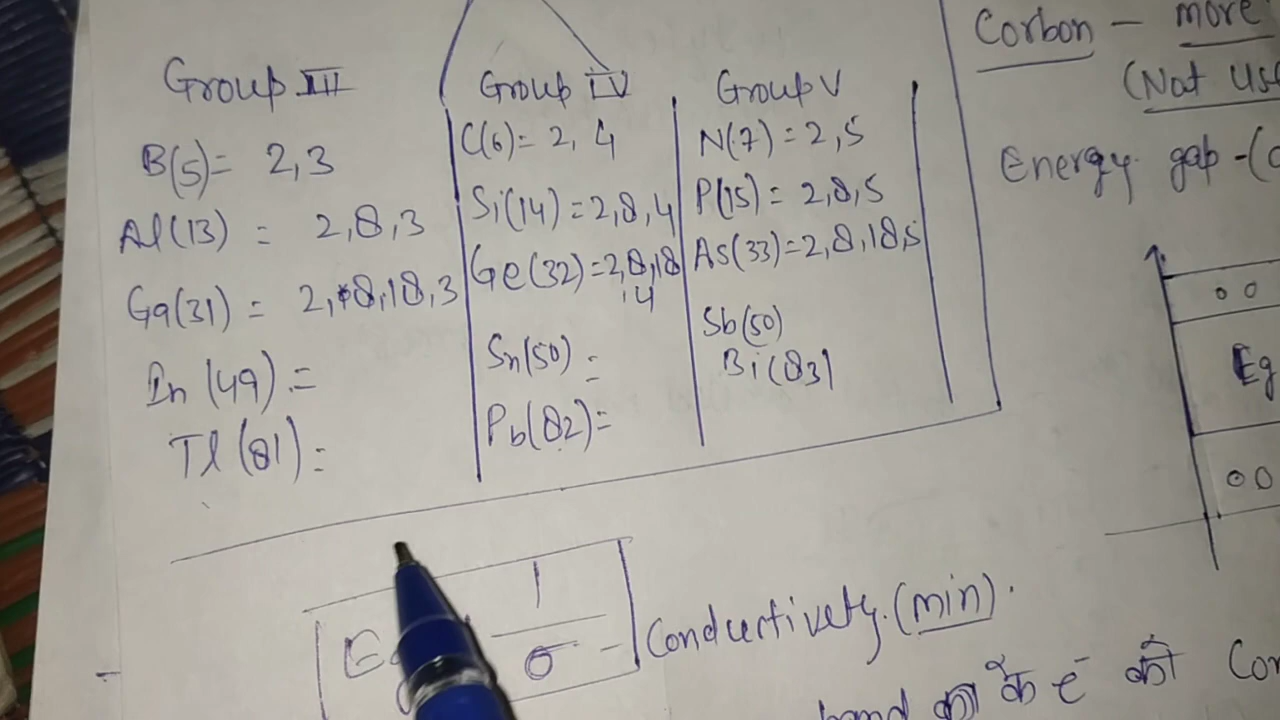 Group III
B(5)= 2,3
Al(13) = 2,8,3
Ga(31) = 2,8,18,3
In (49) =
Tl (81) =
Group IV
C(6)= 2, 4
Si(14)=2,8,4
Ge(32)=2,8,18
,4
Sn(50) =
Pb(82)=
Group V
N(7)=2,5
P(15)= 2,8,5
As(33)=2,8,18,5
Sb(50)
Bi(83)
Corbon - more
(Not Us
Energy gap -(
Eg
1
σ - Conductivety.(min).
band का के e⁻ को Con